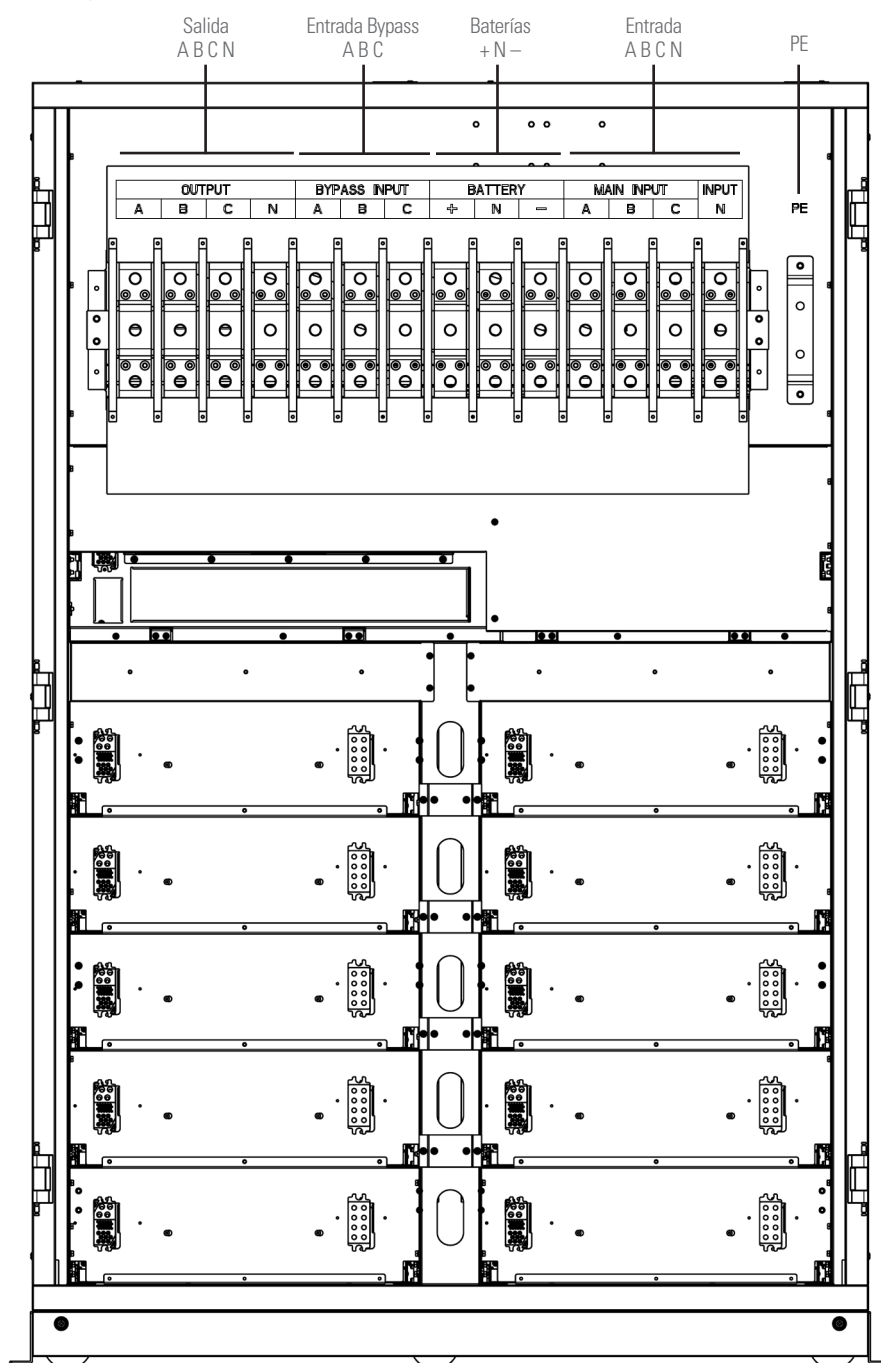 Salida
A B C N
Entrada Bypass
A B C
Baterías
+ N –
Entrada
A B C N
PE
OUTPUT BYPASS INPUT BATTERY MAIN INPUT INPUT
A B C N A B C + N − A B C N
PE